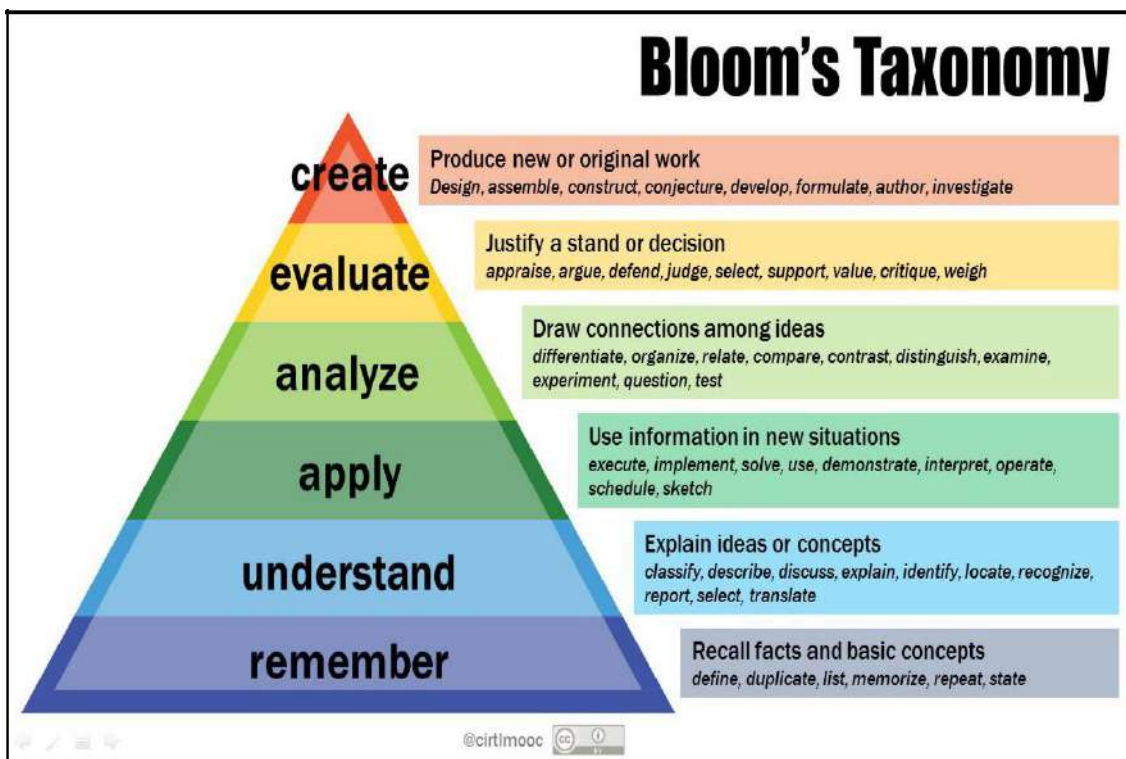 Bloom's Taxonomy
create
Produce new or original work
Design, assemble, construct, conjecture, develop, formulate, author, investigate
evaluate
Justify a stand or decision
appraise, argue, defend, judge, select, support, value, critique, weigh
analyze
Draw connections among ideas
differentiate, organize, relate, compare, contrast, distinguish, examine,
experiment, question, test
apply
Use information in new situations
execute, implement, solve, use, demonstrate, interpret, operate,
schedule, sketch
understand
Explain ideas or concepts
classify, describe, discuss, explain, identify, locate, recognize,
report, select, translate
remember
Recall facts and basic concepts
define, duplicate, list, memorize, repeat, state
@cirtlmooc
cc